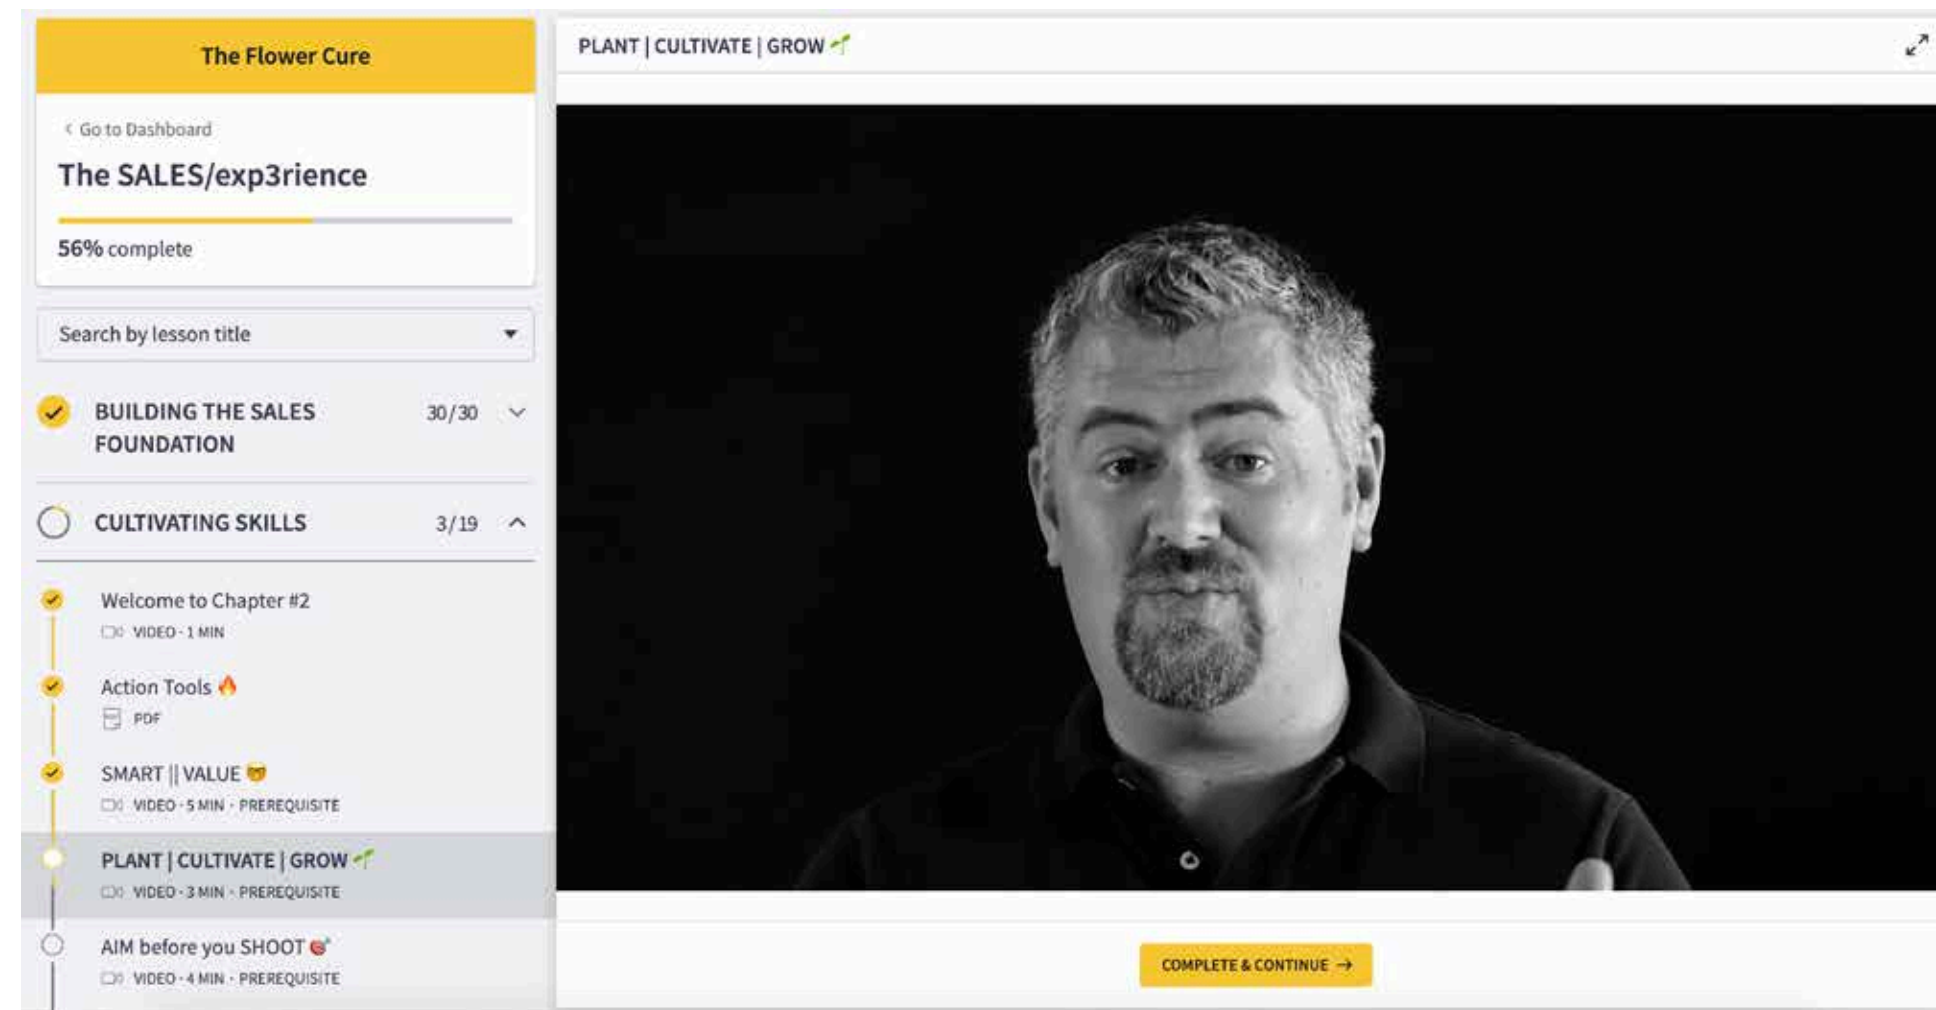 The Flower Cure
Go to Dashboard
The SALES/exp3rience
56% complete
Search by lesson title
BUILDING THE SALES
FOUNDATION
30/30
CULTIVATING SKILLS
3/19
Welcome to Chapter #2
VIDEO · 1 MIN
Action Tools 🔥
PDF
SMART || VALUE 🤓
VIDEO · 5 MIN · PREREQUISITE
PLANT | CULTIVATE | GROW 🌱
VIDEO · 3 MIN · PREREQUISITE
AIM before you SHOOT 🎯
VIDEO · 4 MIN · PREREQUISITE
PLANT | CULTIVATE | GROW 🌱
COMPLETE & CONTINUE →